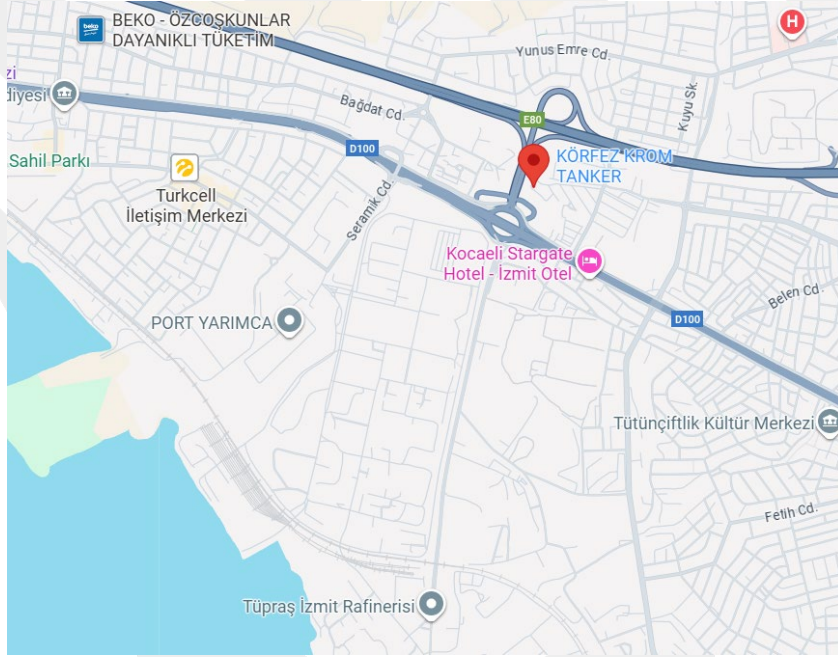 beko
BEKO - ÖZCOŞKUNLAR
DAYANIKLI TÜKETİM
H
Yunus Emre Cd.
zi
diyesi
Bağdat Cd.
Kuyu Sk.
E80
D100
KÖRFEZ KROM
TANKER
Sahil Parkı
Turkcell
İletişim Merkezi
Seramik Cd.
Kocaeli Stargate
Hotel - İzmit Otel
Belen Cd.
PORT YARIMCA
D100
Tütünçiftlik Kültür Merkezi
Fetih Cd.
Tüpraş İzmit Rafinerisi